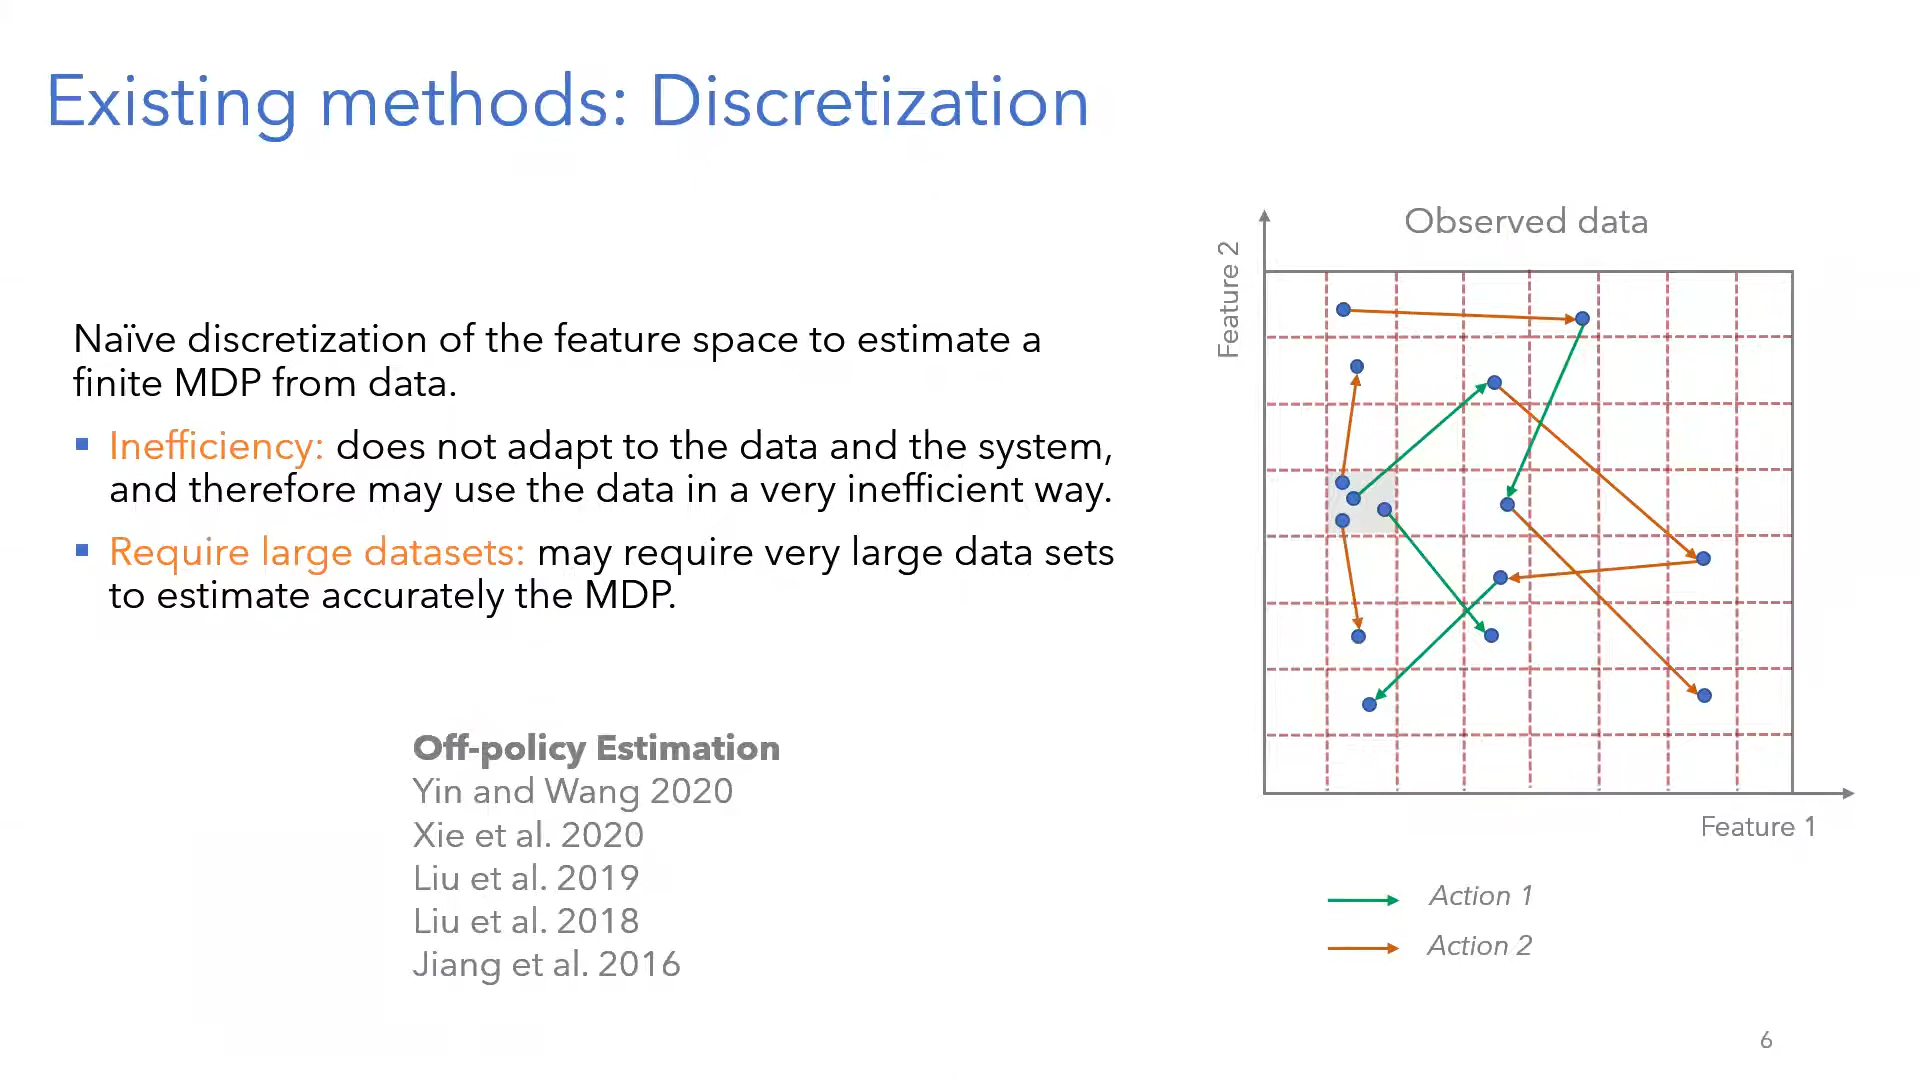 Existing methods: Discretization
Naïve discretization of the feature space to estimate a
finite MDP from data.
Inefficiency: does not adapt to the data and the system,
and therefore may use the data in a very inefficient way.
Require large datasets: may require very large data sets
to estimate accurately the MDP.
Off-policy Estimation
Yin and Wang 2020
Xie et al. 2020
Liu et al. 2019
Liu et al. 2018
Jiang et al. 2016
Observed data
Feature 2
Feature 1
Action 1
Action 2
6